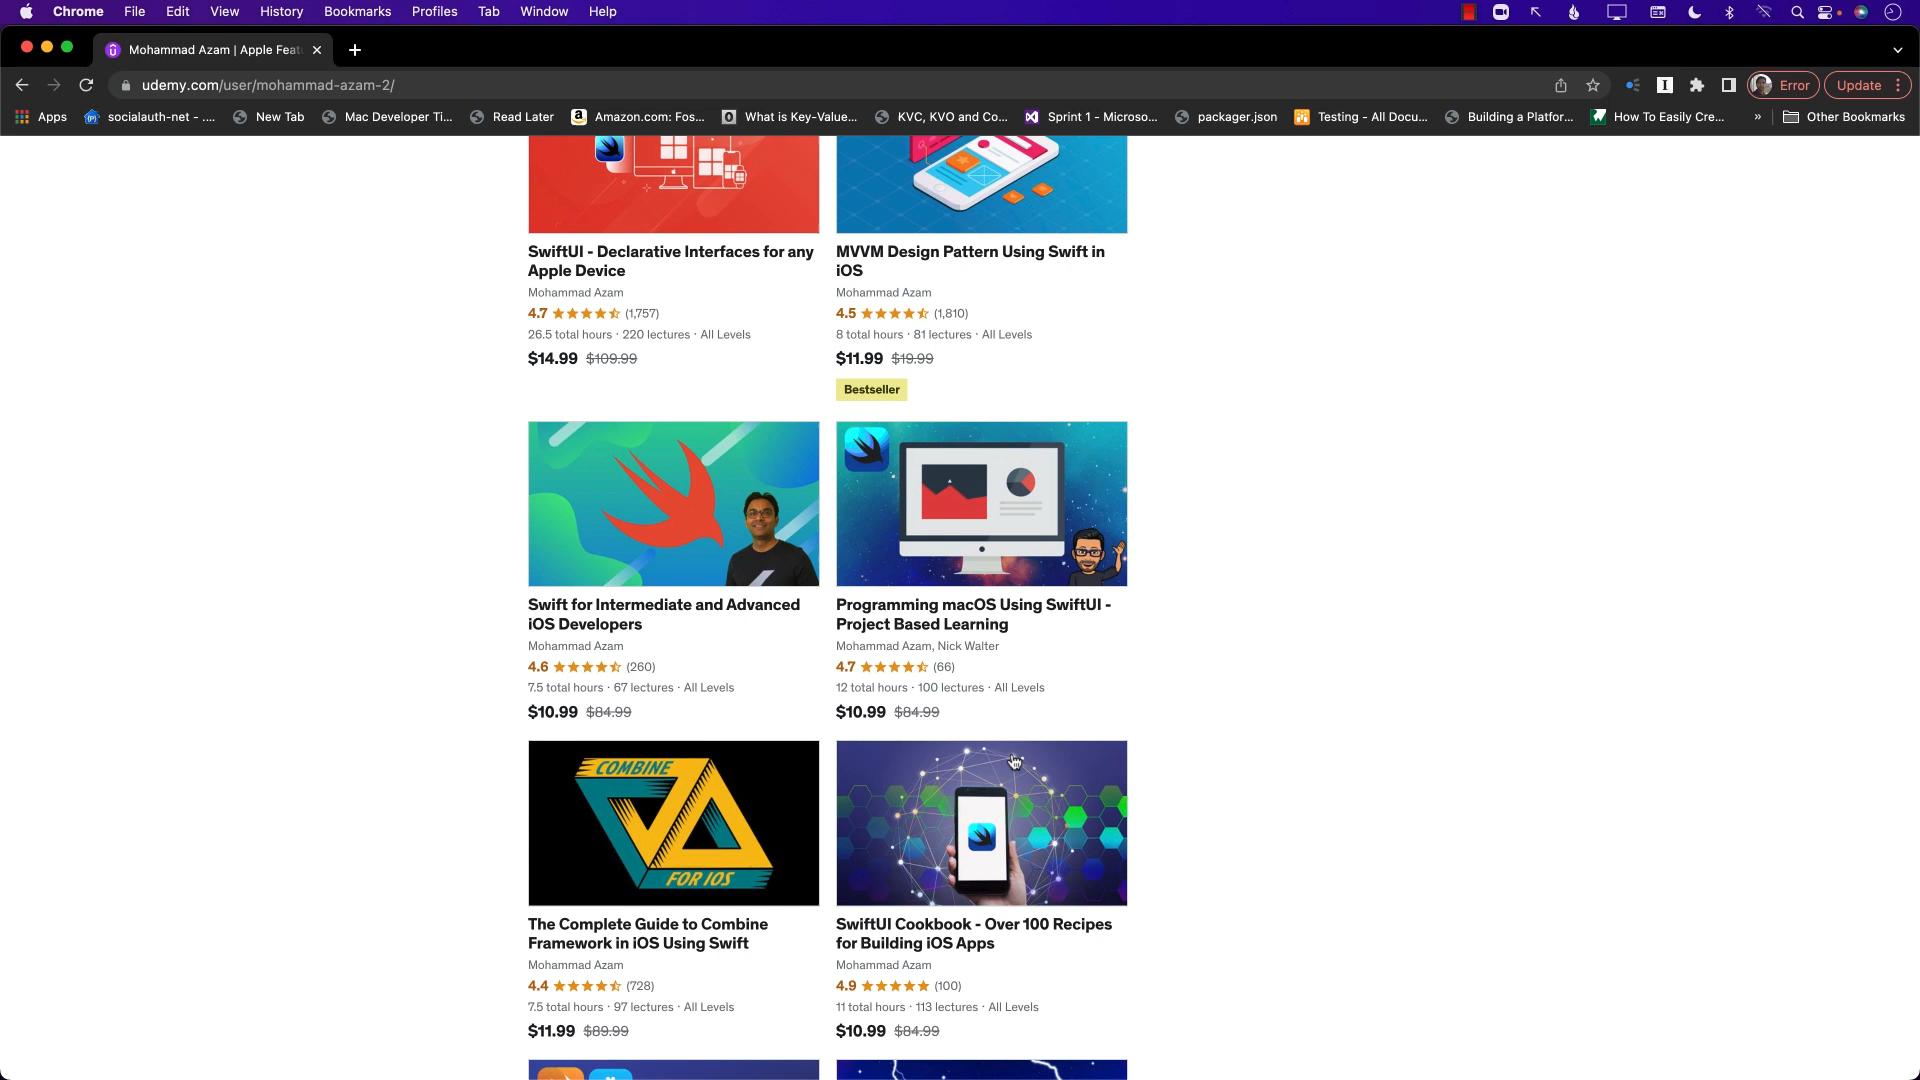 Chrome File Edit View History Bookmarks Profiles Tab Window Help
Mohammad Azam | Apple Feat
udemy.com/user/mohammad-azam-2/
Error
Update
Apps
socialauth-net - ....
New Tab
Mac Developer Ti...
Read Later
Amazon.com: Fos...
What is Key-Value...
KVC, KVO and Co...
Sprint 1 - Microso...
packager.json
Testing - All Docu...
Building a Platfor...
How To Easily Cre...
»
Other Bookmarks
SwiftUI - Declarative Interfaces for any
Apple Device
Mohammad Azam
4.7 (1,757)
26.5 total hours · 220 lectures · All Levels
$14.99 $109.99
MVVM Design Pattern Using Swift in
iOS
Mohammad Azam
4.5 (1,810)
8 total hours · 81 lectures · All Levels
$11.99 $19.99
Bestseller
Swift for Intermediate and Advanced
iOS Developers
Mohammad Azam
4.6 (260)
7.5 total hours · 67 lectures · All Levels
$10.99 $84.99
Programming macOS Using SwiftUI -
Project Based Learning
Mohammad Azam, Nick Walter
4.7 (66)
12 total hours · 100 lectures · All Levels
$10.99 $84.99
COMBINE
FOR IOS
The Complete Guide to Combine
Framework in iOS Using Swift
Mohammad Azam
4.4 (728)
7.5 total hours · 97 lectures · All Levels
$11.99 $89.99
SwiftUI Cookbook - Over 100 Recipes
for Building iOS Apps
Mohammad Azam
4.9 (100)
11 total hours · 113 lectures · All Levels
$10.99 $84.99